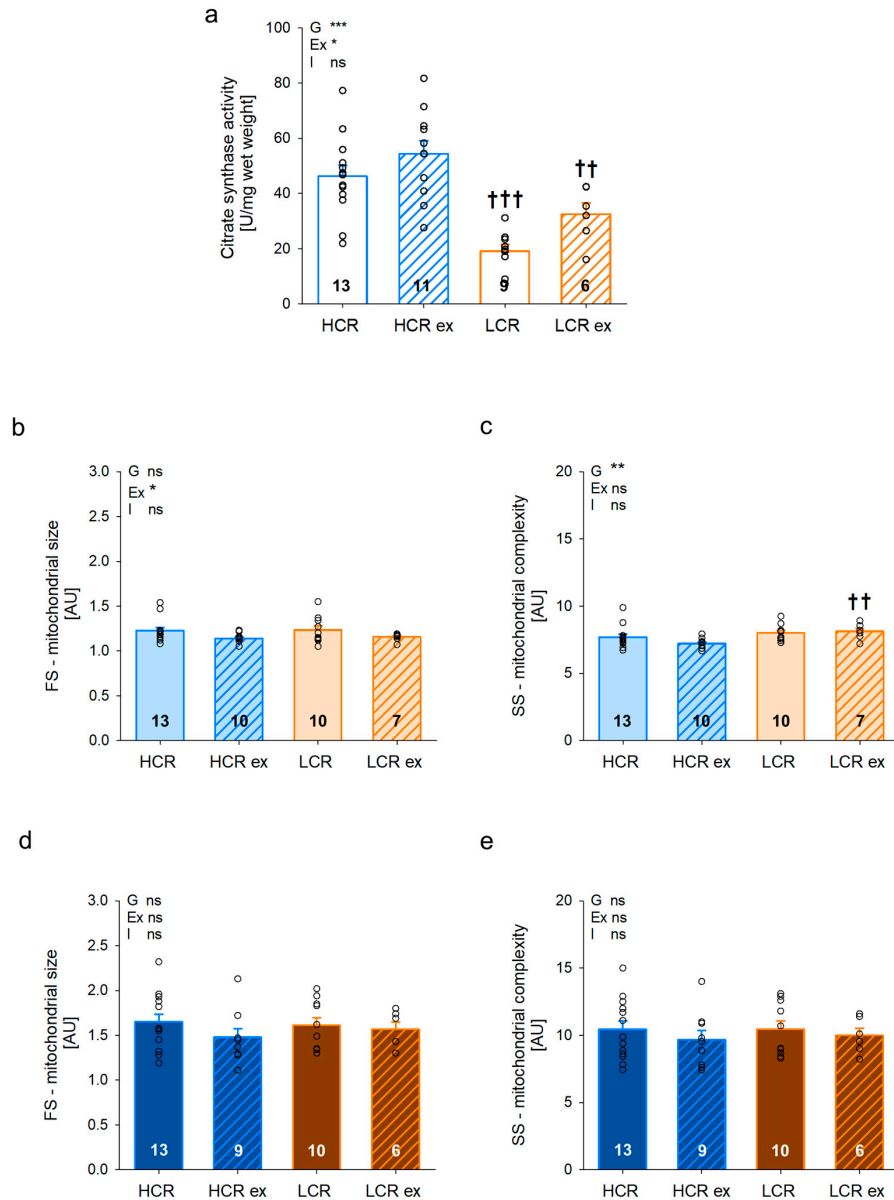 a
G ***
Ex *
I ns
Citrate synthase activity
[U/mg wet weight]
100
80
60
40
20
0
13
11
9
6
†††
††
HCR
HCR ex
LCR
LCR ex
b
G ns
Ex *
I ns
FS - mitochondrial size
[AU]
3.0
2.5
2.0
1.5
1.0
0.5
0.0
13
10
10
7
HCR
HCR ex
LCR
LCR ex
c
G **
Ex ns
I ns
SS - mitochondrial complexity
[AU]
20
15
10
5
0
††
13
10
10
7
HCR
HCR ex
LCR
LCR ex
d
G ns
Ex ns
I ns
FS - mitochondrial size
[AU]
3.0
2.5
2.0
1.5
1.0
0.5
0.0
13
9
10
6
HCR
HCR ex
LCR
LCR ex
e
G ns
Ex ns
I ns
SS - mitochondrial complexity
[AU]
20
15
10
5
0
13
9
10
6
HCR
HCR ex
LCR
LCR ex